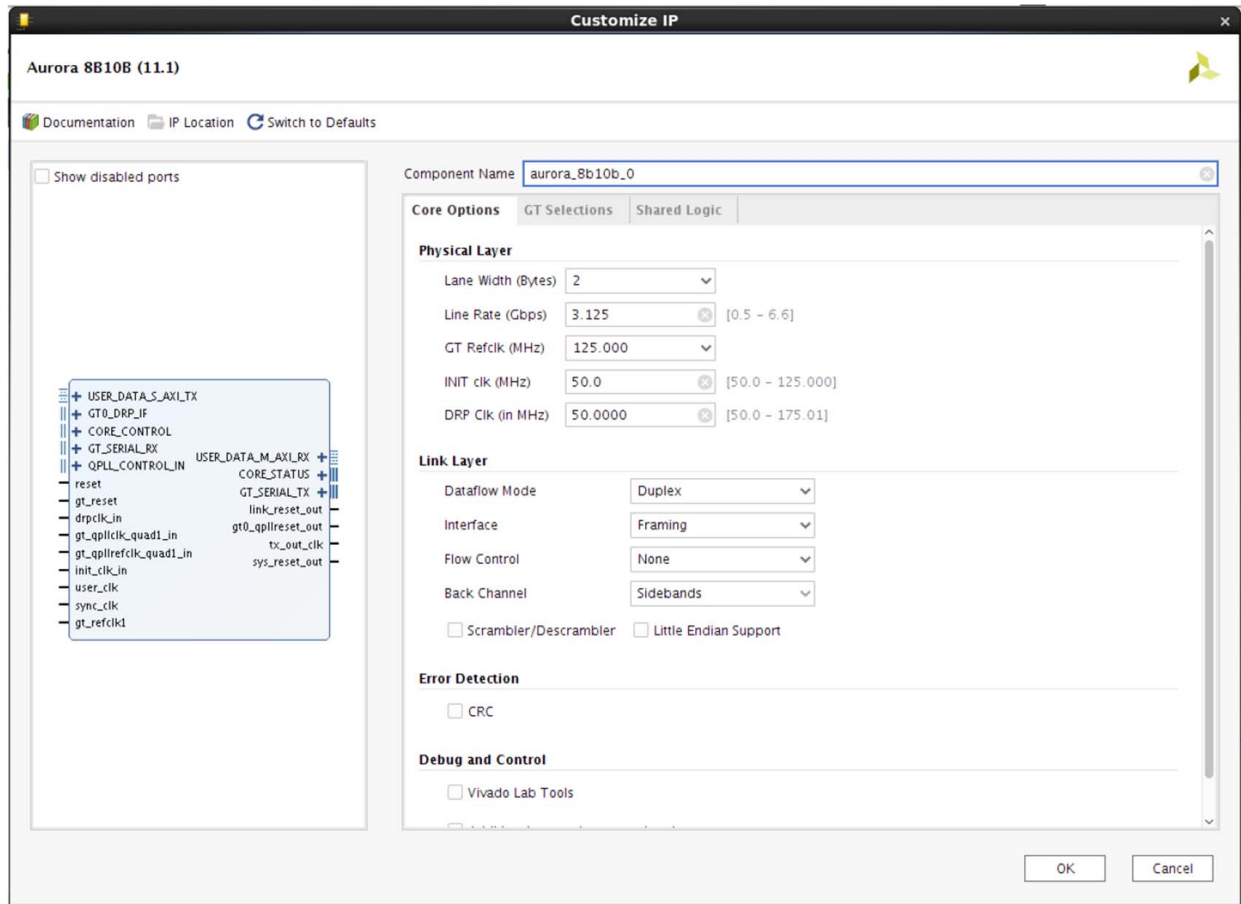 Customize IP
Aurora 8B10B (11.1)
Documentation IP Location Switch to Defaults
Show disabled ports
USER_DATA_S_AXI_TX
GT0_DRP_IF
CORE_CONTROL
GT_SERIAL_RX
QPLL_CONTROL_IN
reset
gt_reset
drpclk_in
gt_qpllclk_quad1_in
gt_qpllrefclk_quad1_in
init_clk_in
user_clk
sync_clk
gt_refclk1
USER_DATA_M_AXI_RX
CORE_STATUS
GT_SERIAL_TX
link_reset_out
gt0_qpllreset_out
tx_out_clk
sys_reset_out
Component Name aurora_8b10b_0
Core Options GT Selections Shared Logic
Physical Layer
Lane Width (Bytes) 2
Line Rate (Gbps) 3.125 [0.5 - 6.6]
GT Refclk (MHz) 125.000
INIT clk (MHz) 50.0 [50.0 - 125.000]
DRP Clk (in MHz) 50.0000 [50.0 - 175.01]
Link Layer
Dataflow Mode Duplex
Interface Framing
Flow Control None
Back Channel Sidebands
Scrambler/Descrambler Little Endian Support
Error Detection
CRC
Debug and Control
Vivado Lab Tools
OK Cancel